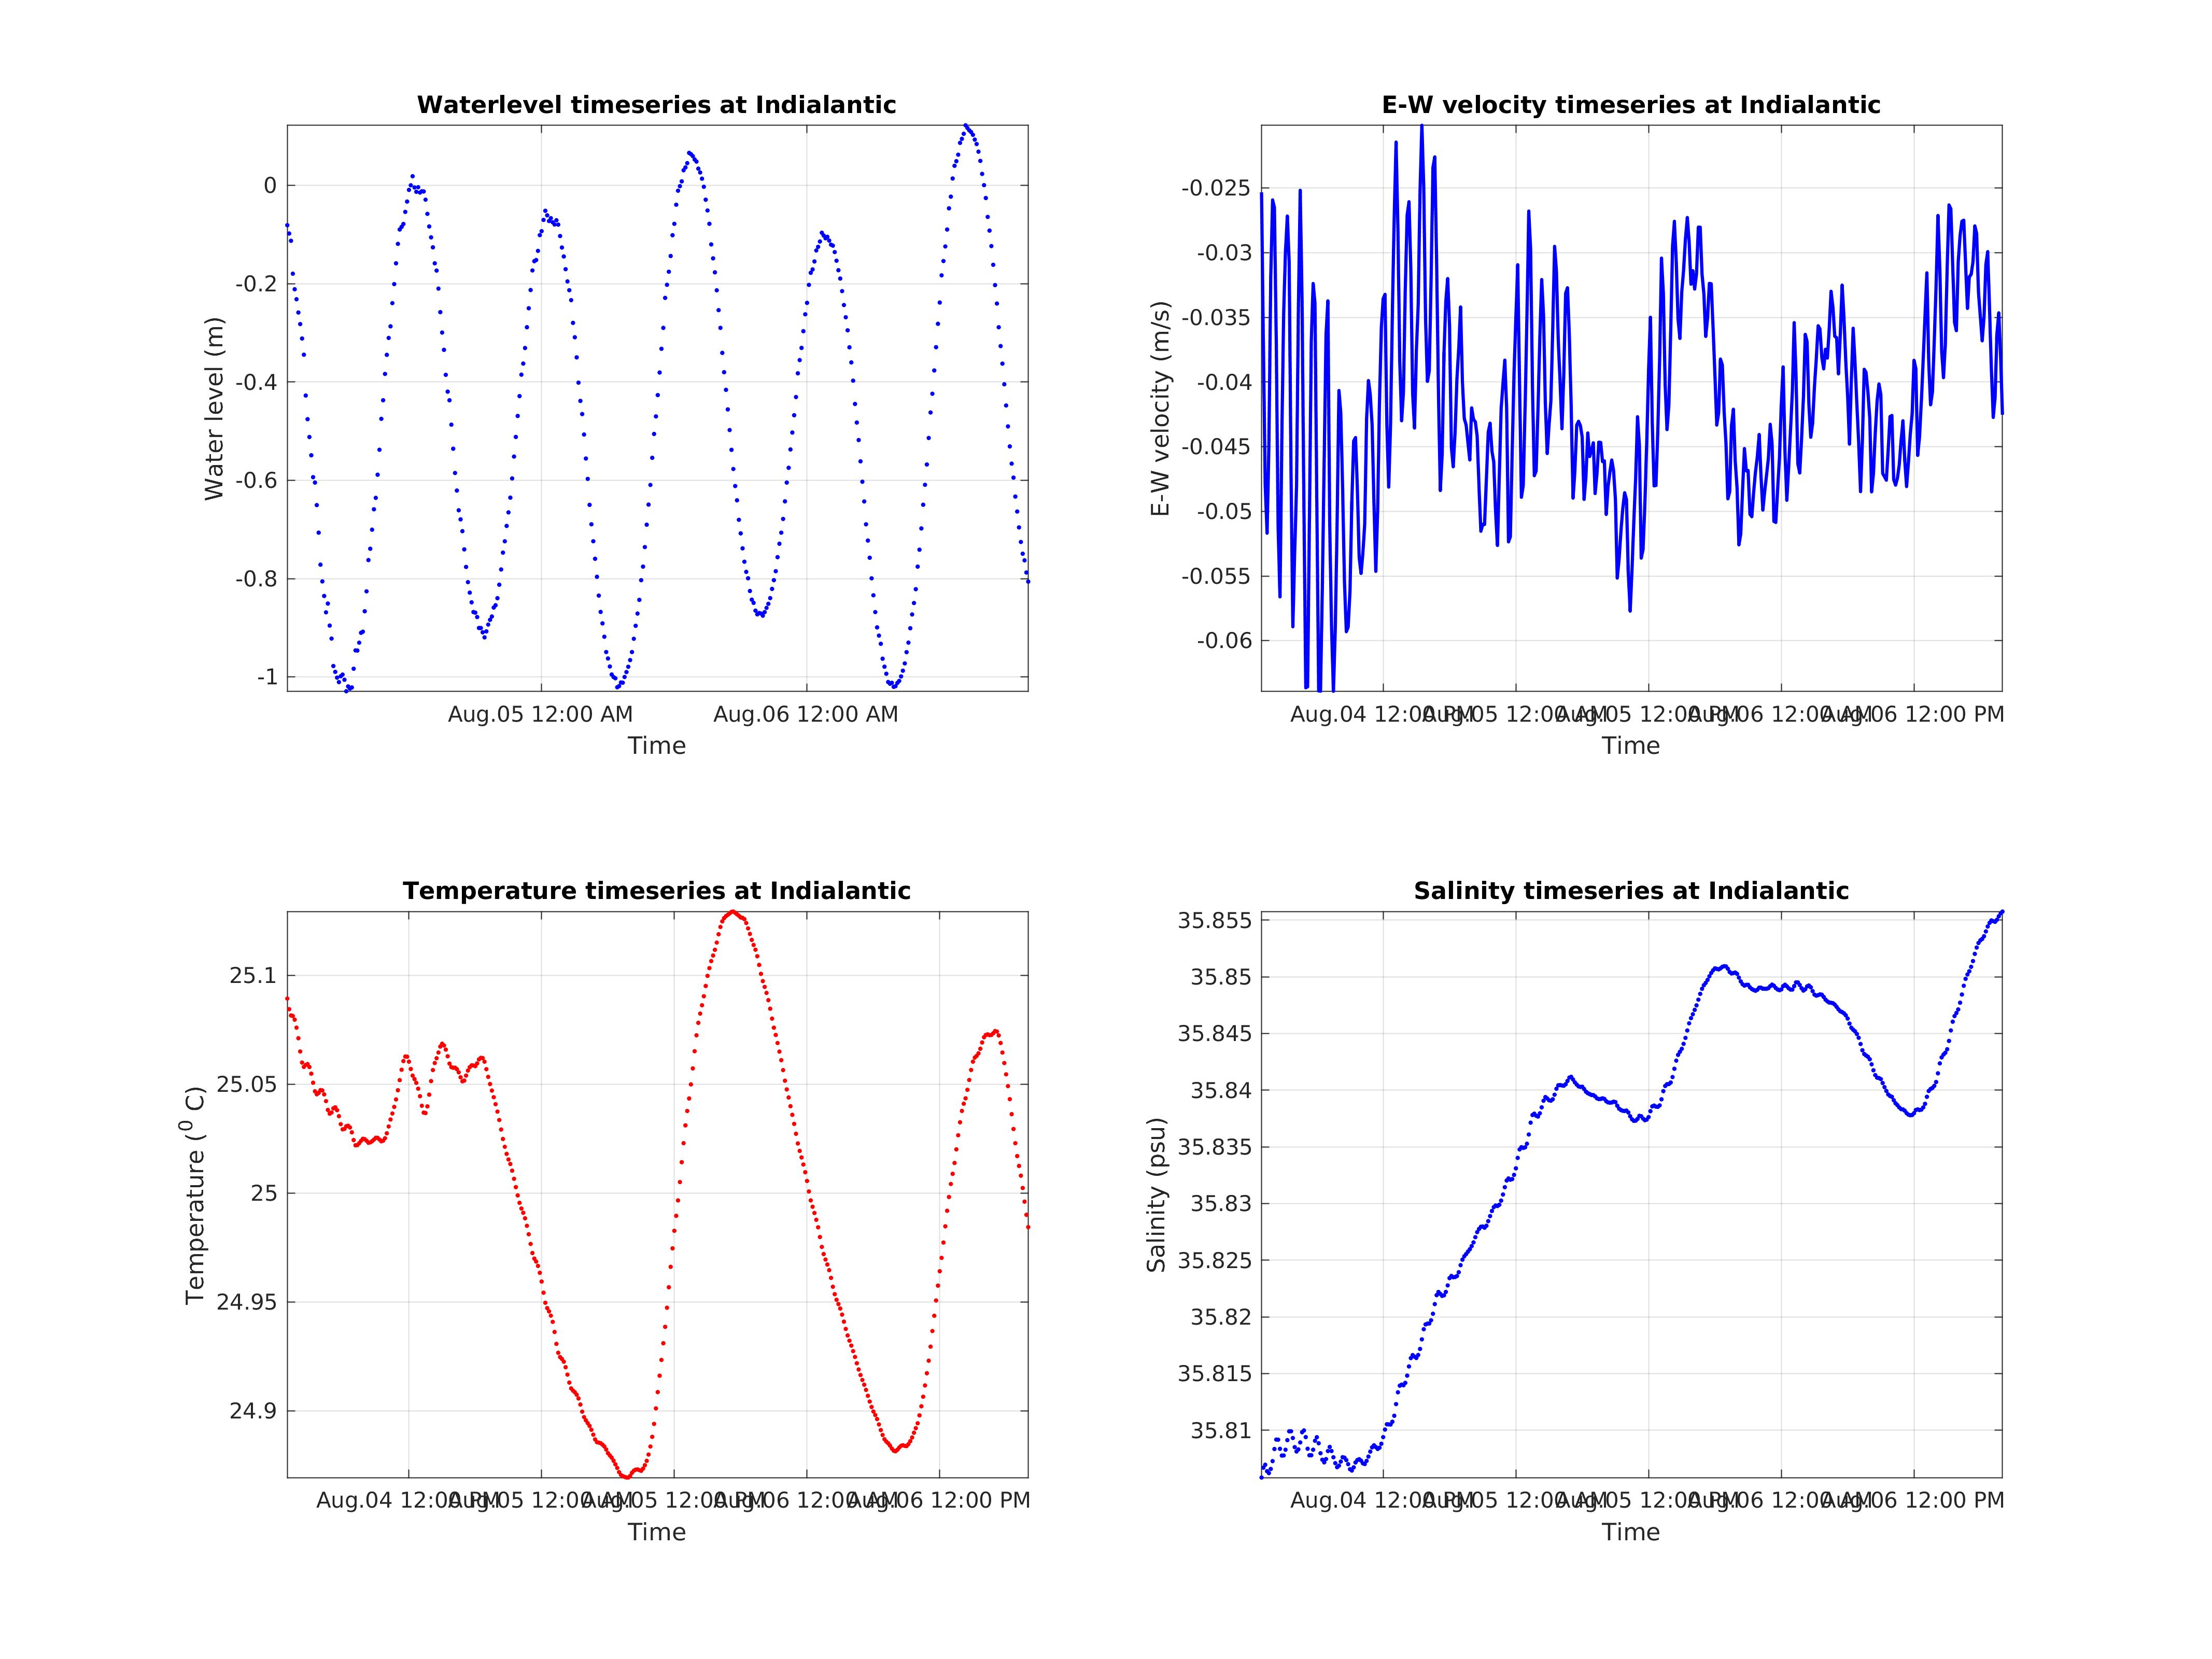 Waterlevel timeseries at Indialantic
0
-0.2
-0.4
-0.6
-0.8
-1
Water level (m)
Aug.05 12:00 AM
Aug.06 12:00 AM
Time
E-W velocity timeseries at Indialantic
-0.025
-0.03
-0.035
-0.04
-0.045
-0.05
-0.055
-0.06
E-W velocity (m/s)
Aug.04 12:00 PM
Aug.05 12:00 AM
Aug.05 12:00 PM
Aug.06 12:00 AM
Aug.06 12:00 PM
Time
Temperature timeseries at Indialantic
25.1
25.05
25
24.95
24.9
Temperature (⁰ C)
Aug.04 12:00 PM
Aug.05 12:00 AM
Aug.05 12:00 PM
Aug.06 12:00 AM
Aug.06 12:00 PM
Time
Salinity timeseries at Indialantic
35.855
35.85
35.845
35.84
35.835
35.83
35.825
35.82
35.815
35.81
Salinity (psu)
Aug.04 12:00 PM
Aug.05 12:00 AM
Aug.05 12:00 PM
Aug.06 12:00 AM
Aug.06 12:00 PM
Time